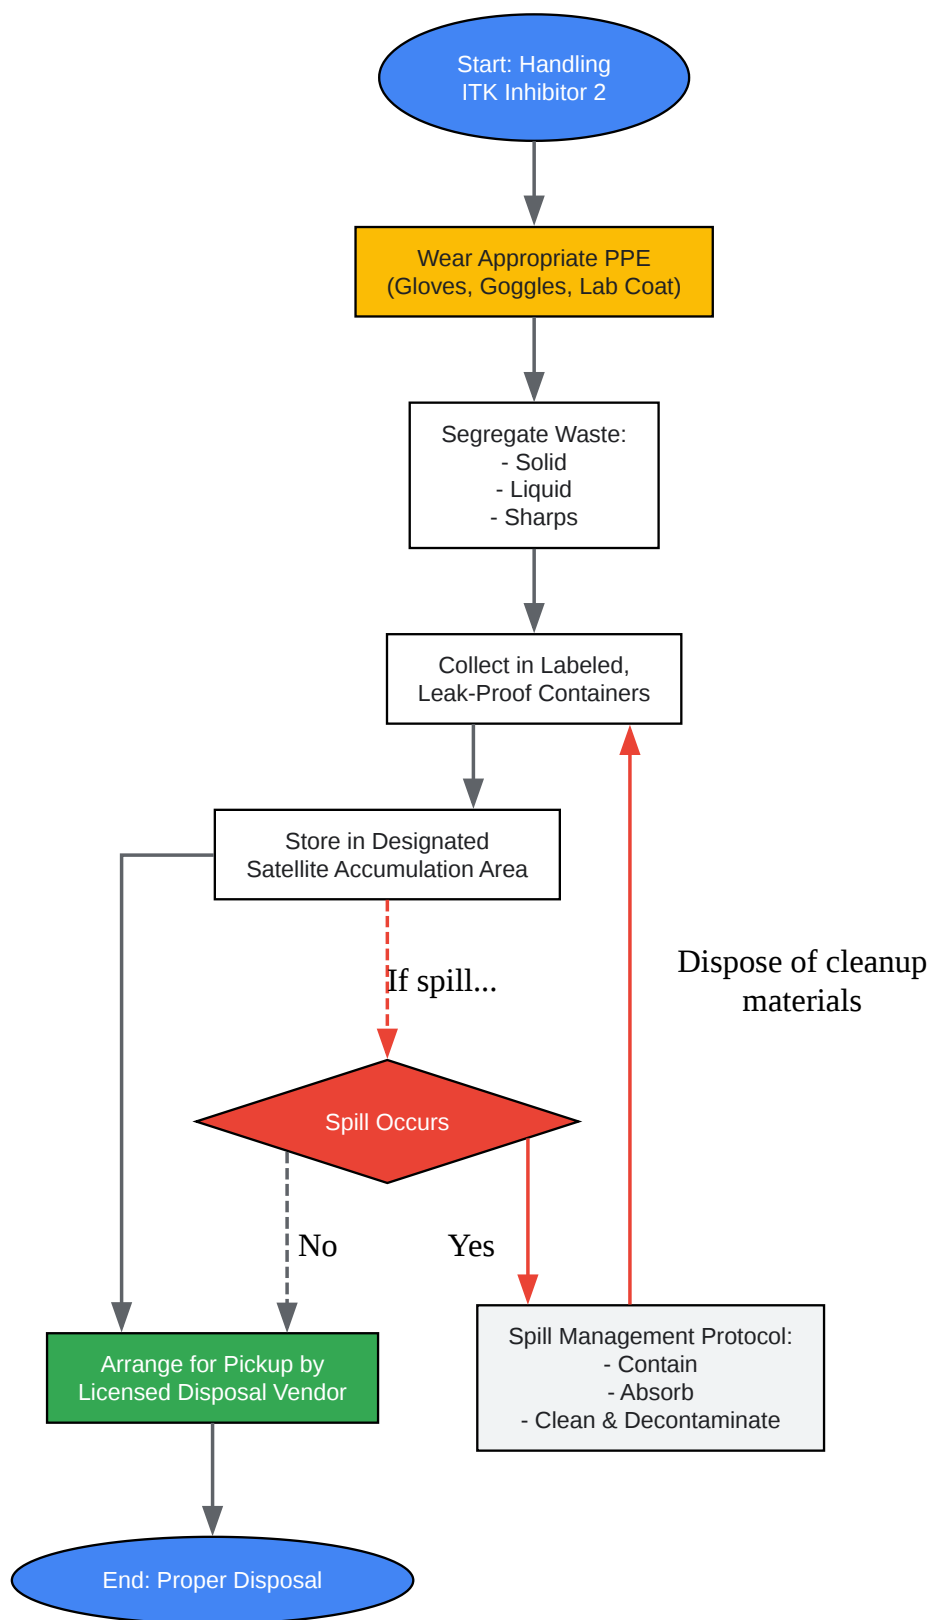 Start: Handling
ITK Inhibitor 2
Wear Appropriate PPE
(Gloves, Goggles, Lab Coat)
Segregate Waste:
- Solid
- Liquid
- Sharps
Collect in Labeled,
Leak-Proof Containers
Store in Designated
Satellite Accumulation Area
If spill...
Dispose of cleanup
materials
Spill Occurs
No
Yes
Spill Management Protocol:
- Contain
- Absorb
- Clean & Decontaminate
Arrange for Pickup by
Licensed Disposal Vendor
End: Proper Disposal